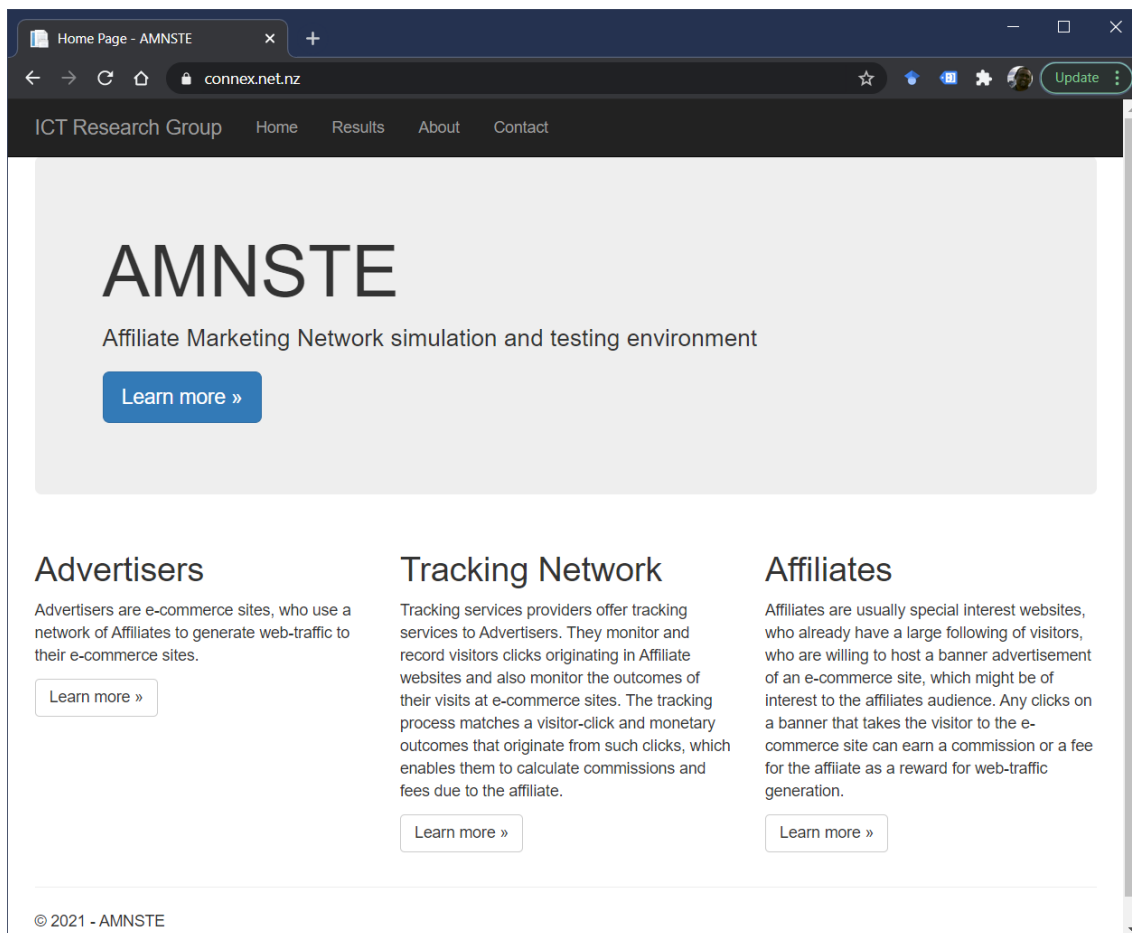 Home Page - AMNSTE
connex.net.nz
Update
ICT Research Group Home Results About Contact
AMNSTE
Affiliate Marketing Network simulation and testing environment
Learn more »
Advertisers
Advertisers are e-commerce sites, who use a
network of Affiliates to generate web-traffic to
their e-commerce sites.
Learn more »
Tracking Network
Tracking services providers offer tracking
services to Advertisers. They monitor and
record visitors clicks originating in Affiliate
websites and also monitor the outcomes of
their visits at e-commerce sites. The tracking
process matches a visitor-click and monetary
outcomes that originate from such clicks, which
enables them to calculate commissions and
fees due to the affiliate.
Learn more »
Affiliates
Affiliates are usually special interest websites,
who already have a large following of visitors,
who are willing to host a banner advertisement
of an e-commerce site, which might be of
interest to the affiliates audience. Any clicks on
a banner that takes the visitor to the e-
commerce site can earn a commission or a fee
for the affiiate as a reward for web-traffic
generation.
Learn more »
© 2021 - AMNSTE